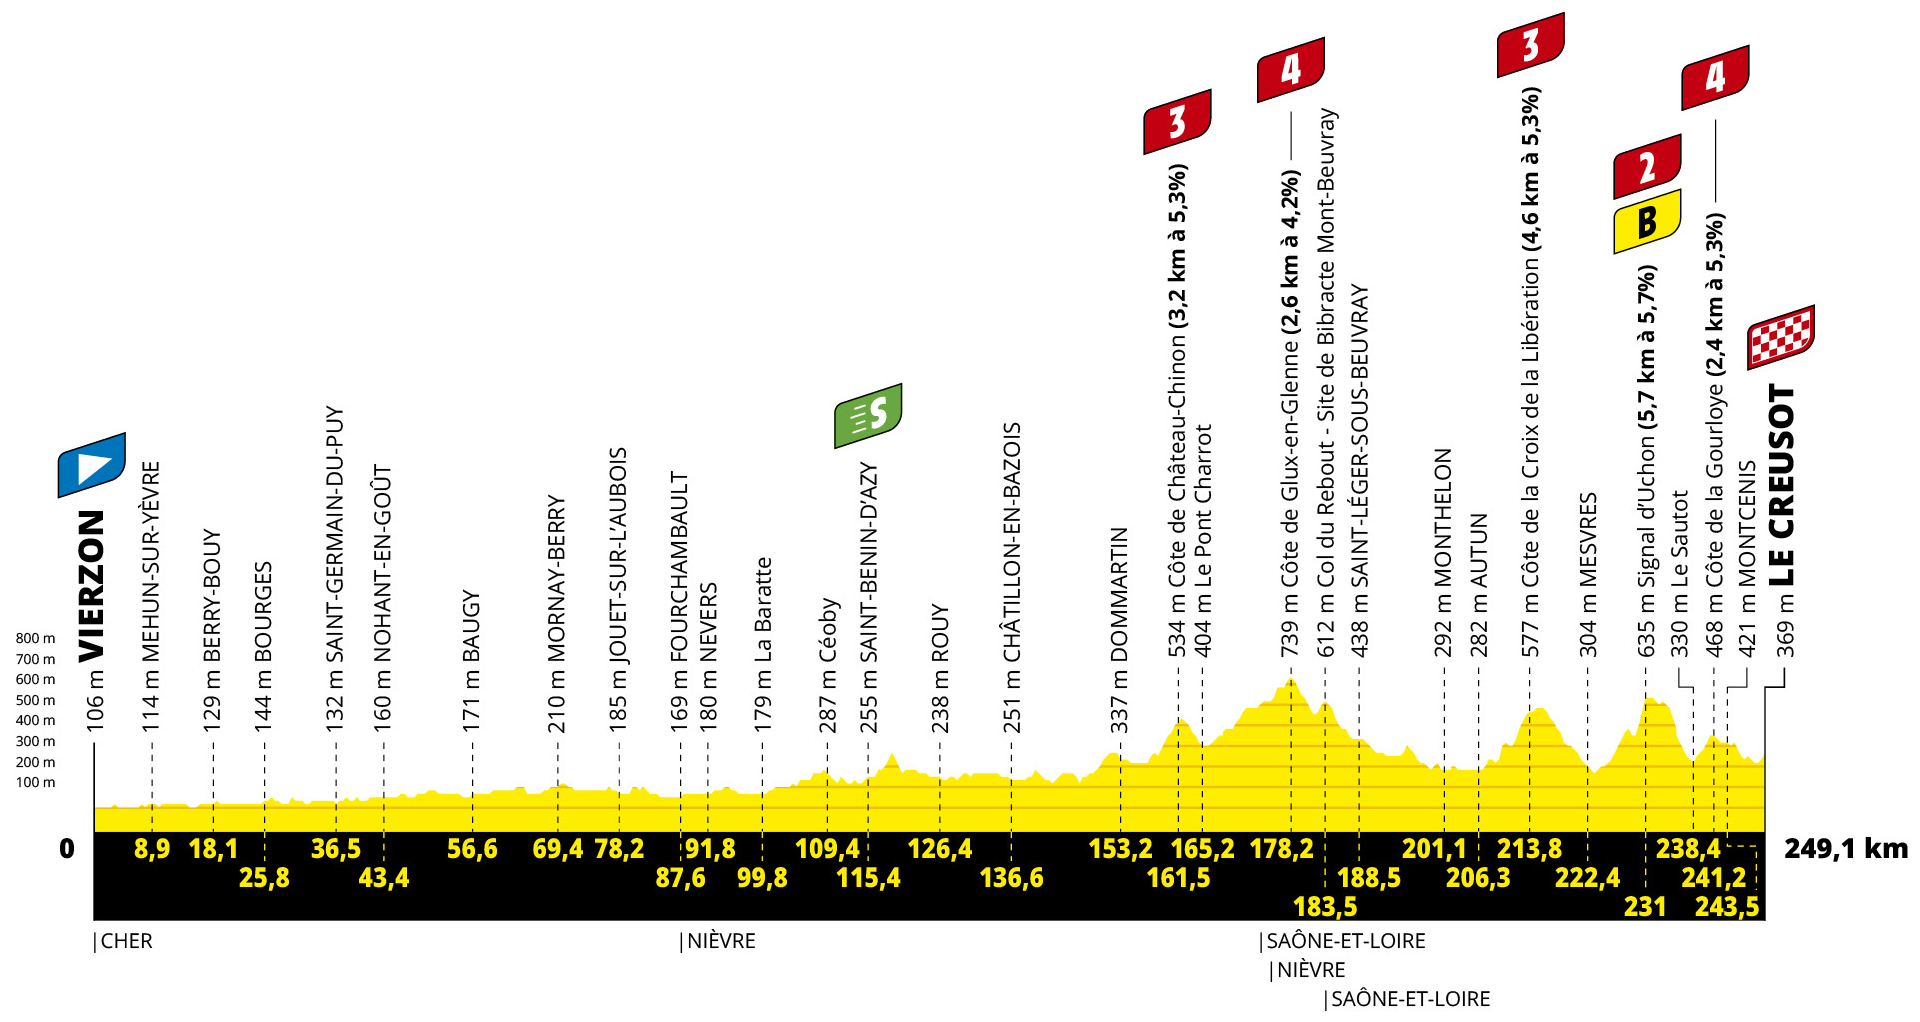 3
4
3
4
2
B
S
800 m
700 m
600 m
500 m
400 m
300 m
200 m
100 m
106 m VIERZON
114 m MEHUN-SUR-YÈVRE
129 m BERRY-BOUY
144 m BOURGES
132 m SAINT-GERMAIN-DU-PUY
160 m NOHANT-EN-GOÛT
171 m BAUGY
210 m MORNAY-BERRY
185 m JOUET-SUR-L'AUBOIS
169 m FOURCHAMBAULT
180 m NEVERS
179 m La Baratte
287 m Céoby
255 m SAINT-BENIN-D'AZY
238 m ROUY
251 m CHÂTILLON-EN-BAZOIS
337 m DOMMARTIN
534 m Côte de Château-Chinon (3,2 km à 5,3%)
404 m Le Pont Charrot
739 m Côte de Glux-en-Glenne (2,6 km à 4,2%)
612 m Col du Rebout - Site de Bibracte Mont-Beuvray
438 m SAINT-LÉGER-SOUS-BEUVRAY
292 m MONTHELON
282 m AUTUN
577 m Côte de la Croix de la Libération (4,6 km à 5,3%)
304 m MESVRES
635 m Signal d'Uchon (5,7 km à 5,7%)
330 m Le Sautot
468 m Côte de la Gourloye (2,4 km à 5,3%)
421 m MONTCENIS
369 m LE CREUSOT
0 8,9 18,1 36,5 56,6 69,4 78,2 91,8 109,4 126,4 153,2 165,2 178,2 201,1 213,8 238,4 249,1 km
25,8 43,4 87,6 99,8 115,4 136,6 161,5 188,5 206,3 222,4 241,2
183,5 231 243,5
|CHER |NIÈVRE |SAÔNE-ET-LOIRE
|NIÈVRE
|SAÔNE-ET-LOIRE